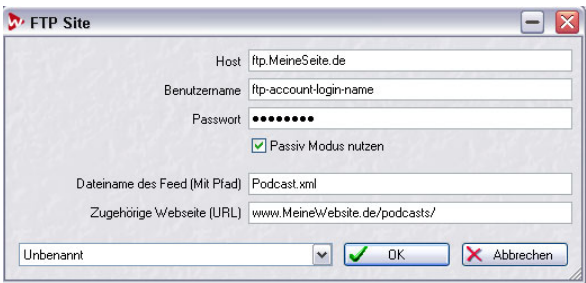 FTP Site
Host ftp.MeineSeite.de
Benutzername ftp-account-login-name
Passwort ●●●●●●●●
Passiv Modus nutzen
Dateiname des Feed (Mit Pfad) Podcast.xml
Zugehörige Webseite (URL) www.MeineWebsite.de/podcasts/
Unbenannt OK Abbrechen